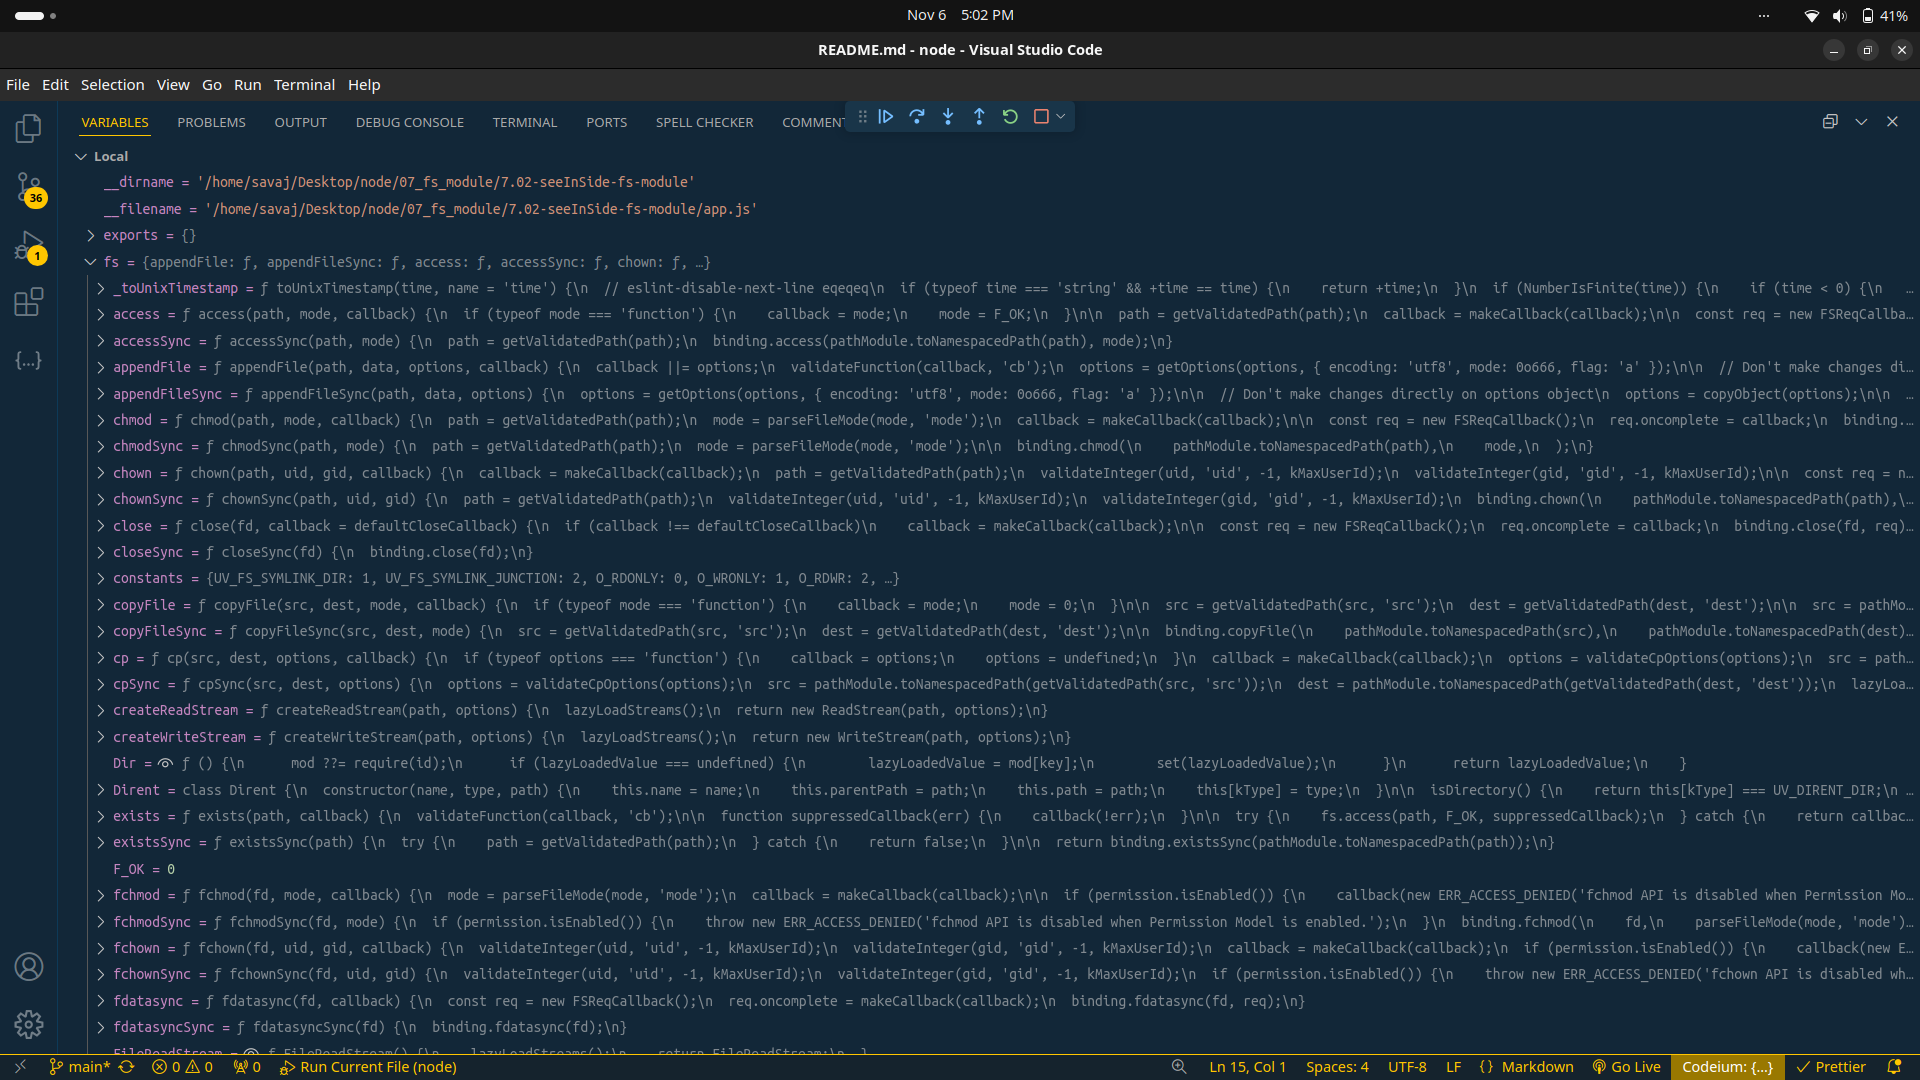 Nov 6 5:02 PM
41%
README.md - node - Visual Studio Code
File Edit Selection View Go Run Terminal Help
VARIABLES PROBLEMS OUTPUT DEBUG CONSOLE TERMINAL PORTS SPELL CHECKER COMMEN
Local
__dirname = '/home/savaj/Desktop/node/07_fs_module/7.02-seeInSide-fs-module'
__filename = '/home/savaj/Desktop/node/07_fs_module/7.02-seeInSide-fs-module/app.js'
exports = {}
fs = {appendFile: ƒ, appendFileSync: ƒ, access: ƒ, accessSync: ƒ, chown: ƒ, …}
_toUnixTimestamp = ƒ toUnixTimestamp(time, name = 'time') {\n  // eslint-disable-next-line eqeqeq\n  if (typeof time === 'string' && +time == time) {\n    return +time;\n  }\n  if (NumberIsFinite(time)) {\n    if (time < 0) {\n   …
access = ƒ access(path, mode, callback) {\n  if (typeof mode === 'function') {\n    callback = mode;\n    mode = F_OK;\n  }\n\n  path = getValidatedPath(path);\n  callback = makeCallback(callback);\n\n  const req = new FSReqCallba…
accessSync = ƒ accessSync(path, mode) {\n  path = getValidatedPath(path);\n  binding.access(pathModule.toNamespacedPath(path), mode);\n}
appendFile = ƒ appendFile(path, data, options, callback) {\n  callback ||= options;\n  validateFunction(callback, 'cb');\n  options = getOptions(options, { encoding: 'utf8', mode: 0o666, flag: 'a' });\n\n  // Don't make changes di…
appendFileSync = ƒ appendFileSync(path, data, options) {\n  options = getOptions(options, { encoding: 'utf8', mode: 0o666, flag: 'a' });\n\n  // Don't make changes directly on options object\n  options = copyObject(options);\n\n  …
chmod = ƒ chmod(path, mode, callback) {\n  path = getValidatedPath(path);\n  mode = parseFileMode(mode, 'mode');\n  callback = makeCallback(callback);\n\n  const req = new FSReqCallback();\n  req.oncomplete = callback;\n  binding.…
chmodSync = ƒ chmodSync(path, mode) {\n  path = getValidatedPath(path);\n  mode = parseFileMode(mode, 'mode');\n\n  binding.chmod(\n    pathModule.toNamespacedPath(path),\n    mode,\n  );\n}
chown = ƒ chown(path, uid, gid, callback) {\n  callback = makeCallback(callback);\n  path = getValidatedPath(path);\n  validateInteger(uid, 'uid', -1, kMaxUserId);\n  validateInteger(gid, 'gid', -1, kMaxUserId);\n\n  const req = n…
chownSync = ƒ chownSync(path, uid, gid) {\n  path = getValidatedPath(path);\n  validateInteger(uid, 'uid', -1, kMaxUserId);\n  validateInteger(gid, 'gid', -1, kMaxUserId);\n  binding.chown(\n    pathModule.toNamespacedPath(path),\…
close = ƒ close(fd, callback = defaultCloseCallback) {\n  if (callback !== defaultCloseCallback)\n    callback = makeCallback(callback);\n\n  const req = new FSReqCallback();\n  req.oncomplete = callback;\n  binding.close(fd, req)…
closeSync = ƒ closeSync(fd) {\n  binding.close(fd);\n}
constants = {UV_FS_SYMLINK_DIR: 1, UV_FS_SYMLINK_JUNCTION: 2, O_RDONLY: 0, O_WRONLY: 1, O_RDWR: 2, …}
copyFile = ƒ copyFile(src, dest, mode, callback) {\n  if (typeof mode === 'function') {\n    callback = mode;\n    mode = 0;\n  }\n\n  src = getValidatedPath(src, 'src');\n  dest = getValidatedPath(dest, 'dest');\n\n  src = pathMo…
copyFileSync = ƒ copyFileSync(src, dest, mode) {\n  src = getValidatedPath(src, 'src');\n  dest = getValidatedPath(dest, 'dest');\n\n  binding.copyFile(\n    pathModule.toNamespacedPath(src),\n    pathModule.toNamespacedPath(dest)…
cp = ƒ cp(src, dest, options, callback) {\n  if (typeof options === 'function') {\n    callback = options;\n    options = undefined;\n  }\n  callback = makeCallback(callback);\n  options = validateCpOptions(options);\n  src = path…
cpSync = ƒ cpSync(src, dest, options) {\n  options = validateCpOptions(options);\n  src = pathModule.toNamespacedPath(getValidatedPath(src, 'src'));\n  dest = pathModule.toNamespacedPath(getValidatedPath(dest, 'dest'));\n  lazyLoa…
createReadStream = ƒ createReadStream(path, options) {\n  lazyLoadStreams();\n  return new ReadStream(path, options);\n}
createWriteStream = ƒ createWriteStream(path, options) {\n  lazyLoadStreams();\n  return new WriteStream(path, options);\n}
Dir = ƒ () {\n      mod ??= require(id);\n      if (lazyLoadedValue === undefined) {\n        lazyLoadedValue = mod[key];\n        set(lazyLoadedValue);\n      }\n      return lazyLoadedValue;\n    }
Dirent = class Dirent {\n  constructor(name, type, path) {\n    this.name = name;\n    this.parentPath = path;\n    this.path = path;\n    this[kType] = type;\n  }\n\n  isDirectory() {\n    return this[kType] === UV_DIRENT_DIR;\n …
exists = ƒ exists(path, callback) {\n  validateFunction(callback, 'cb');\n\n  function suppressedCallback(err) {\n    callback(!err);\n  }\n\n  try {\n    fs.access(path, F_OK, suppressedCallback);\n  } catch {\n    return callbac…
existsSync = ƒ existsSync(path) {\n  try {\n    path = getValidatedPath(path);\n  } catch {\n    return false;\n  }\n\n  return binding.existsSync(pathModule.toNamespacedPath(path));\n}
F_OK = 0
fchmod = ƒ fchmod(fd, mode, callback) {\n  mode = parseFileMode(mode, 'mode');\n  callback = makeCallback(callback);\n\n  if (permission.isEnabled()) {\n    callback(new ERR_ACCESS_DENIED('fchmod API is disabled when Permission Mo…
fchmodSync = ƒ fchmodSync(fd, mode) {\n  if (permission.isEnabled()) {\n    throw new ERR_ACCESS_DENIED('fchmod API is disabled when Permission Model is enabled.');\n  }\n  binding.fchmod(\n    fd,\n    parseFileMode(mode, 'mode')…
fchown = ƒ fchown(fd, uid, gid, callback) {\n  validateInteger(uid, 'uid', -1, kMaxUserId);\n  validateInteger(gid, 'gid', -1, kMaxUserId);\n  callback = makeCallback(callback);\n  if (permission.isEnabled()) {\n    callback(new E…
fchownSync = ƒ fchownSync(fd, uid, gid) {\n  validateInteger(uid, 'uid', -1, kMaxUserId);\n  validateInteger(gid, 'gid', -1, kMaxUserId);\n  if (permission.isEnabled()) {\n    throw new ERR_ACCESS_DENIED('fchown API is disabled wh…
fdatasync = ƒ fdatasync(fd, callback) {\n  const req = new FSReqCallback();\n  req.oncomplete = makeCallback(callback);\n  binding.fdatasync(fd, req);\n}
fdatasyncSync = ƒ fdatasyncSync(fd) {\n  binding.fdatasync(fd);\n}
FileReadStream = ƒ FileReadStream() {\n    lazyLoadStreams();\n    return FileReadStream;\n  }
36
1
main* 0 0 0 Run Current File (node) Ln 15, Col 1 Spaces: 4 UTF-8 LF {} Markdown Go Live Codeium: {...} Prettier